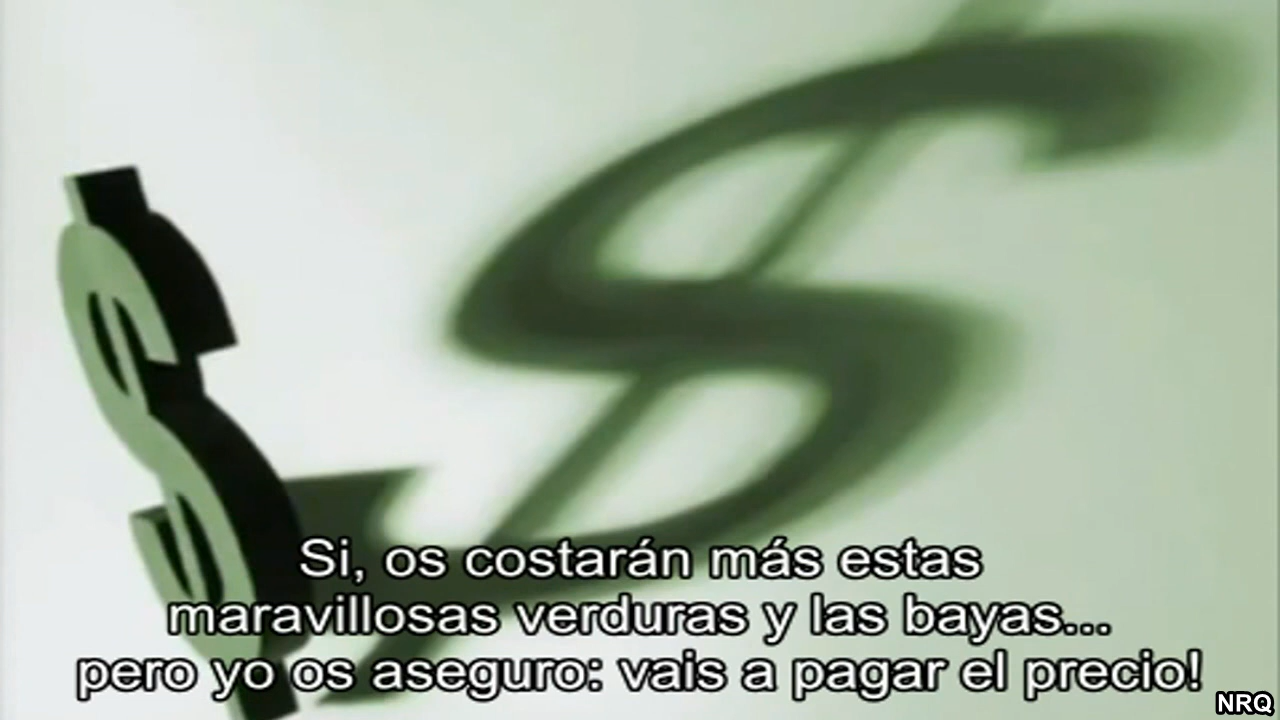 Si, os costarán más estas
maravillosas verduras y las bayas...
pero yo os aseguro: vais a pagar el precio!
NRQ